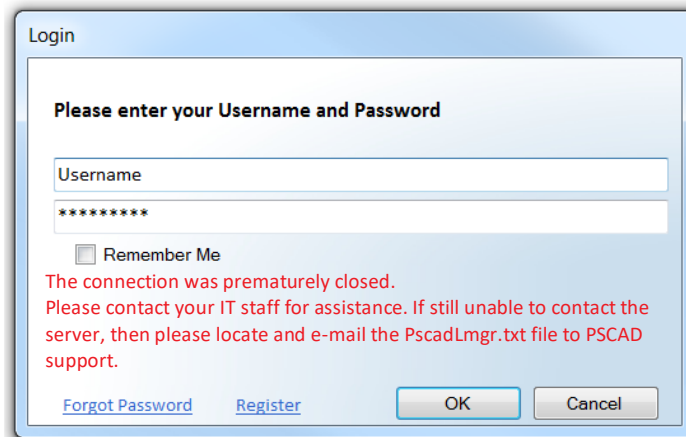 Login
Please enter your Username and Password
Username
*********
Remember Me
The connection was prematurely closed.
Please contact your IT staff for assistance. If still unable to contact the
server, then please locate and e-mail the PscadLmgr.txt file to PSCAD
support.
Forgot Password Register OK Cancel